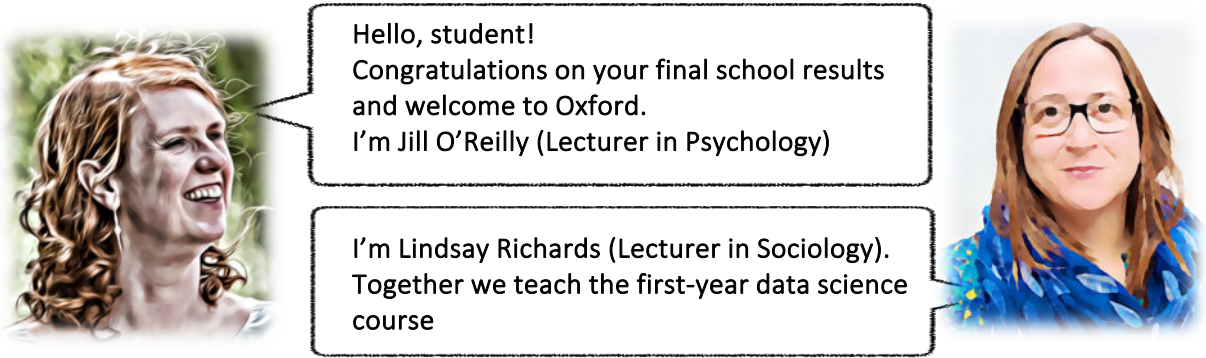 Hello, student!
Congratulations on your final school results
and welcome to Oxford.
I'm Jill O'Reilly (Lecturer in Psychology)
I'm Lindsay Richards (Lecturer in Sociology).
Together we teach the first-year data science
course